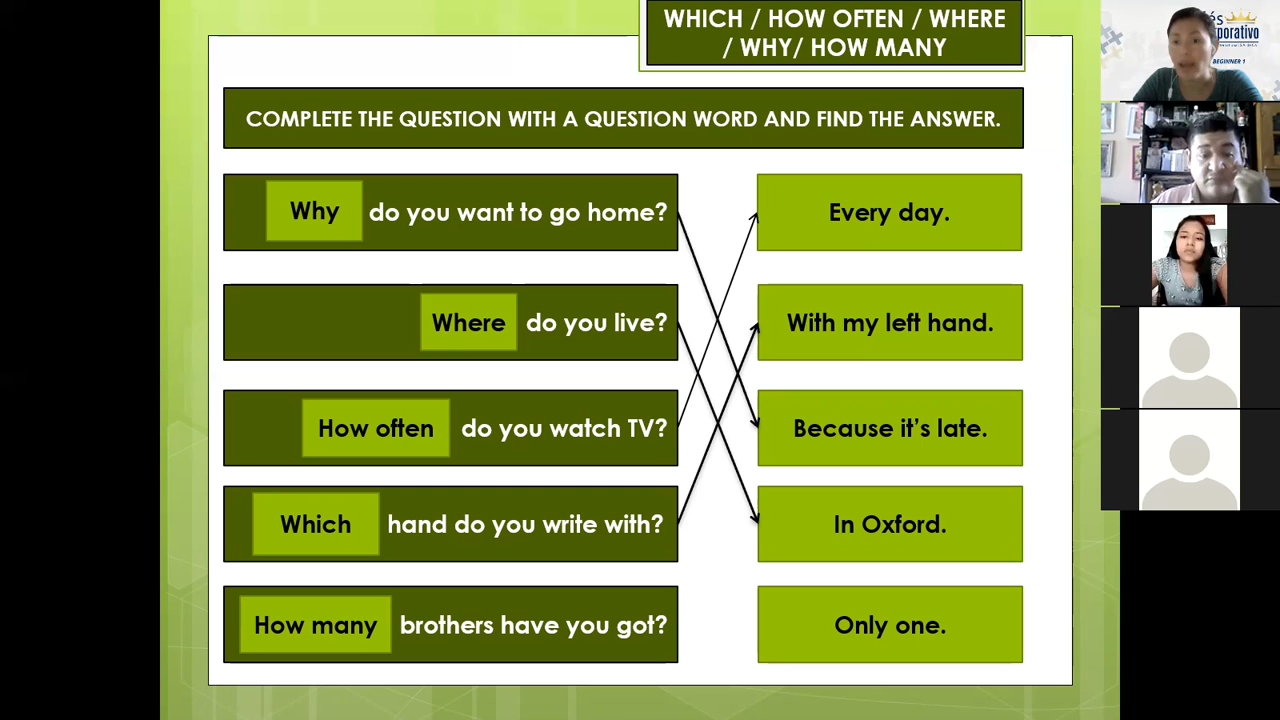 WHICH / HOW OFTEN / WHERE
/ WHY/ HOW MANY
COMPLETE THE QUESTION WITH A QUESTION WORD AND FIND THE ANSWER.
Why do you want to go home?
Every day.
Where do you live?
With my left hand.
How often do you watch TV?
Because it's late.
Which hand do you write with?
In Oxford.
How many brothers have you got?
Only one.
BEGINNER 1